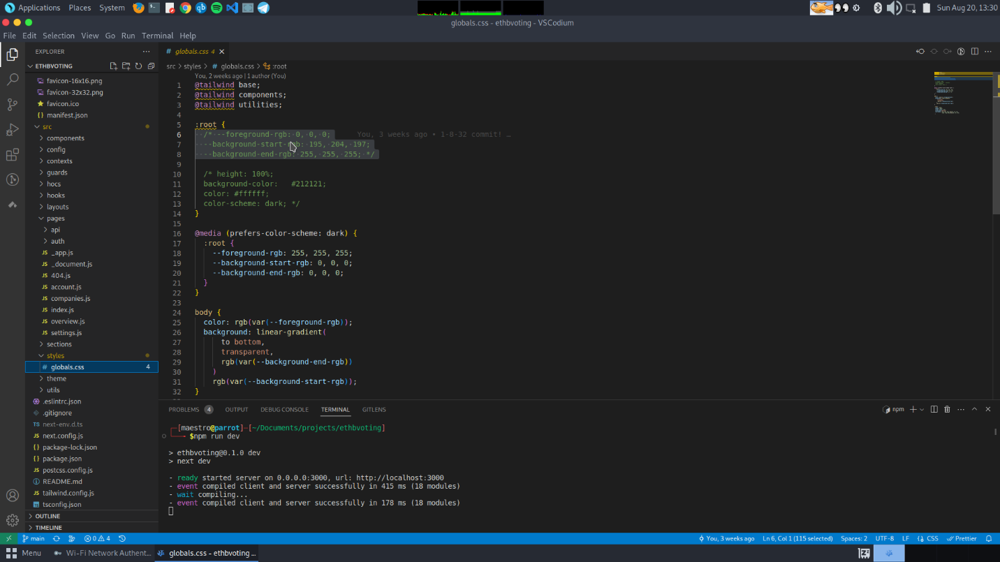 Applications Places System
Sun Aug 20, 13:30
globals.css - ethbvoting - VSCodium
File Edit Selection View Go Run Terminal Help
EXPLORER
ETHBVOTING
favicon-16x16.png
favicon-32x32.png
favicon.ico
manifest.json
src
components
config
contexts
guards
hocs
hooks
layouts
pages
api
auth
JS _app.js
JS _document.js
JS 404.js
JS account.js
JS companies.js
JS index.js
JS overview.js
JS settings.js
sections
styles
# globals.css 4
theme
utils
.eslintrc.json
.gitignore
TS next-env.d.ts
JS next.config.js
{} package-lock.json
{} package.json
JS postcss.config.js
README.md
JS tailwind.config.js
tsconfig.json
OUTLINE
TIMELINE
# globals.css 4
src > styles > # globals.css > :root
You, 2 weeks ago | 1 author (You)
1 @tailwind base;
2 @tailwind components;
3 @tailwind utilities;
4
5 :root {
6 /* --foreground-rgb: 0, 0, 0; You, 3 weeks ago • 1-8-32 commit! …
7 --background-start-rgb: 195, 204, 197;
8 --background-end-rgb: 255, 255, 255; */
9
10 /* height: 100%;
11 background-color: #212121;
12 color: #ffffff;
13 color-scheme: dark; */
14 }
15
16 @media (prefers-color-scheme: dark) {
17 :root {
18 --foreground-rgb: 255, 255, 255;
19 --background-start-rgb: 0, 0, 0;
20 --background-end-rgb: 0, 0, 0;
21 }
22 }
23
24 body {
25 color: rgb(var(--foreground-rgb));
26 background: linear-gradient(
27 to bottom,
28 transparent,
29 rgb(var(--background-end-rgb))
30 )
31 rgb(var(--background-start-rgb));
32 }
PROBLEMS 4 OUTPUT DEBUG CONSOLE TERMINAL GITLENS
npm
[maestro@parrot]-[~/Documents/projects/ethbvoting]
$npm run dev
> ethbvoting@0.1.0 dev
> next dev
- ready started server on 0.0.0.0:3000, url: http://localhost:3000
- event compiled client and server successfully in 415 ms (18 modules)
- wait compiling...
- event compiled client and server successfully in 178 ms (18 modules)
main 0 4 You, 3 weeks ago Ln 6, Col 1 (115 selected) Spaces: 2 UTF-8 LF CSS Prettier
Menu Wi-Fi Network Authent... globals.css - ethbvoting ...